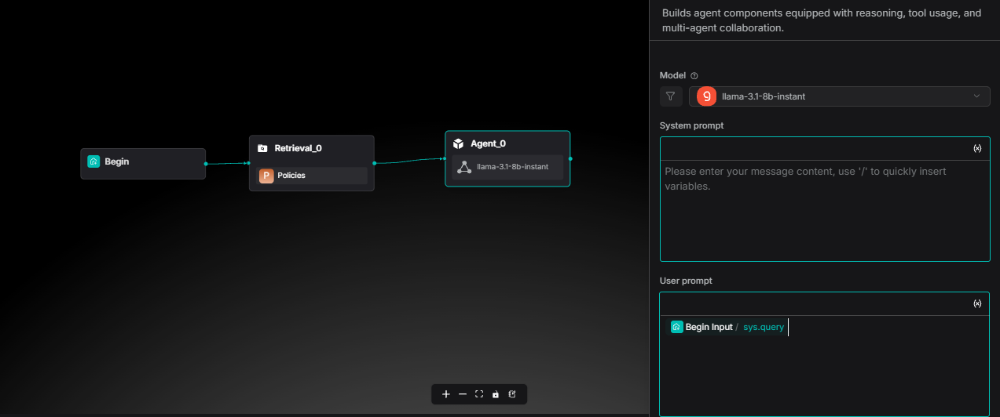 Builds agent components equipped with reasoning, tool usage, and
multi-agent collaboration.
Model
llama-3.1-8b-instant
System prompt
(x)
Please enter your message content, use '/' to quickly insert
variables.
User prompt
(x)
Begin Input / sys.query
Begin
Retrieval_0
P Policies
Agent_0
llama-3.1-8b-instant